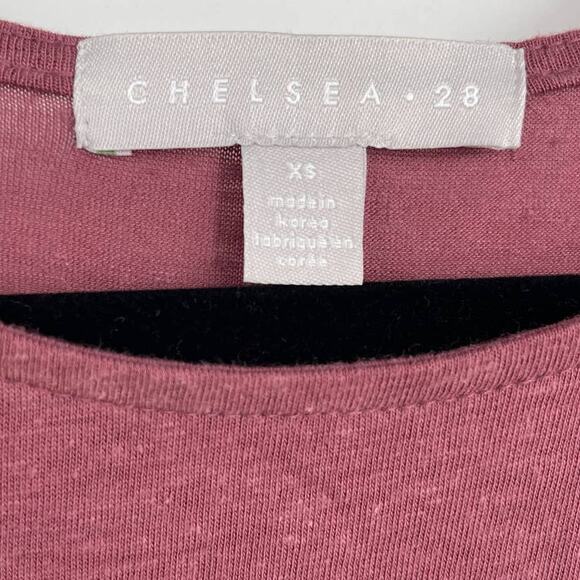 CHELSEA · 28
XS
made in
korea
fabriqué en
corée